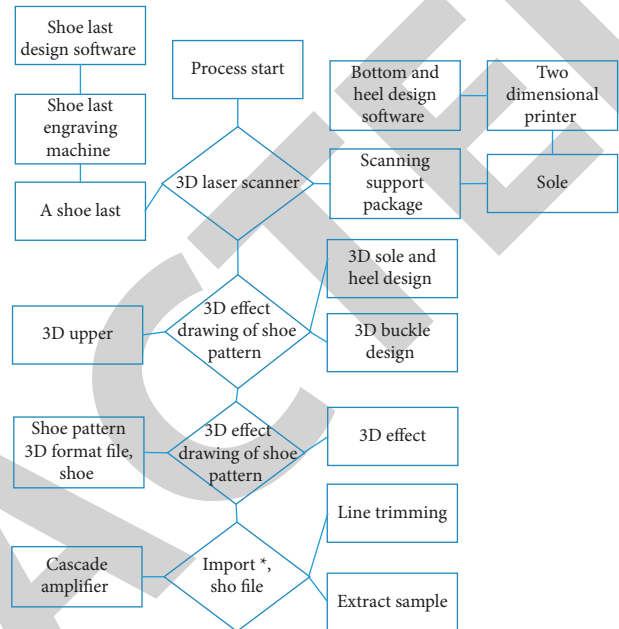 Shoe last
design software
Process start
Bottom and
heel design
software
Two
dimensional
printer
Shoe last
engraving
machine
3D laser scanner
Scanning
support
package
Sole
A shoe last
3D sole and
heel design
3D upper
3D effect
drawing of shoe
pattern
3D buckle
design
Shoe pattern
3D format file,
shoe
3D effect
drawing of shoe
pattern
3D effect
Line trimming
Cascade
amplifier
Import *,
sho file
Extract sample